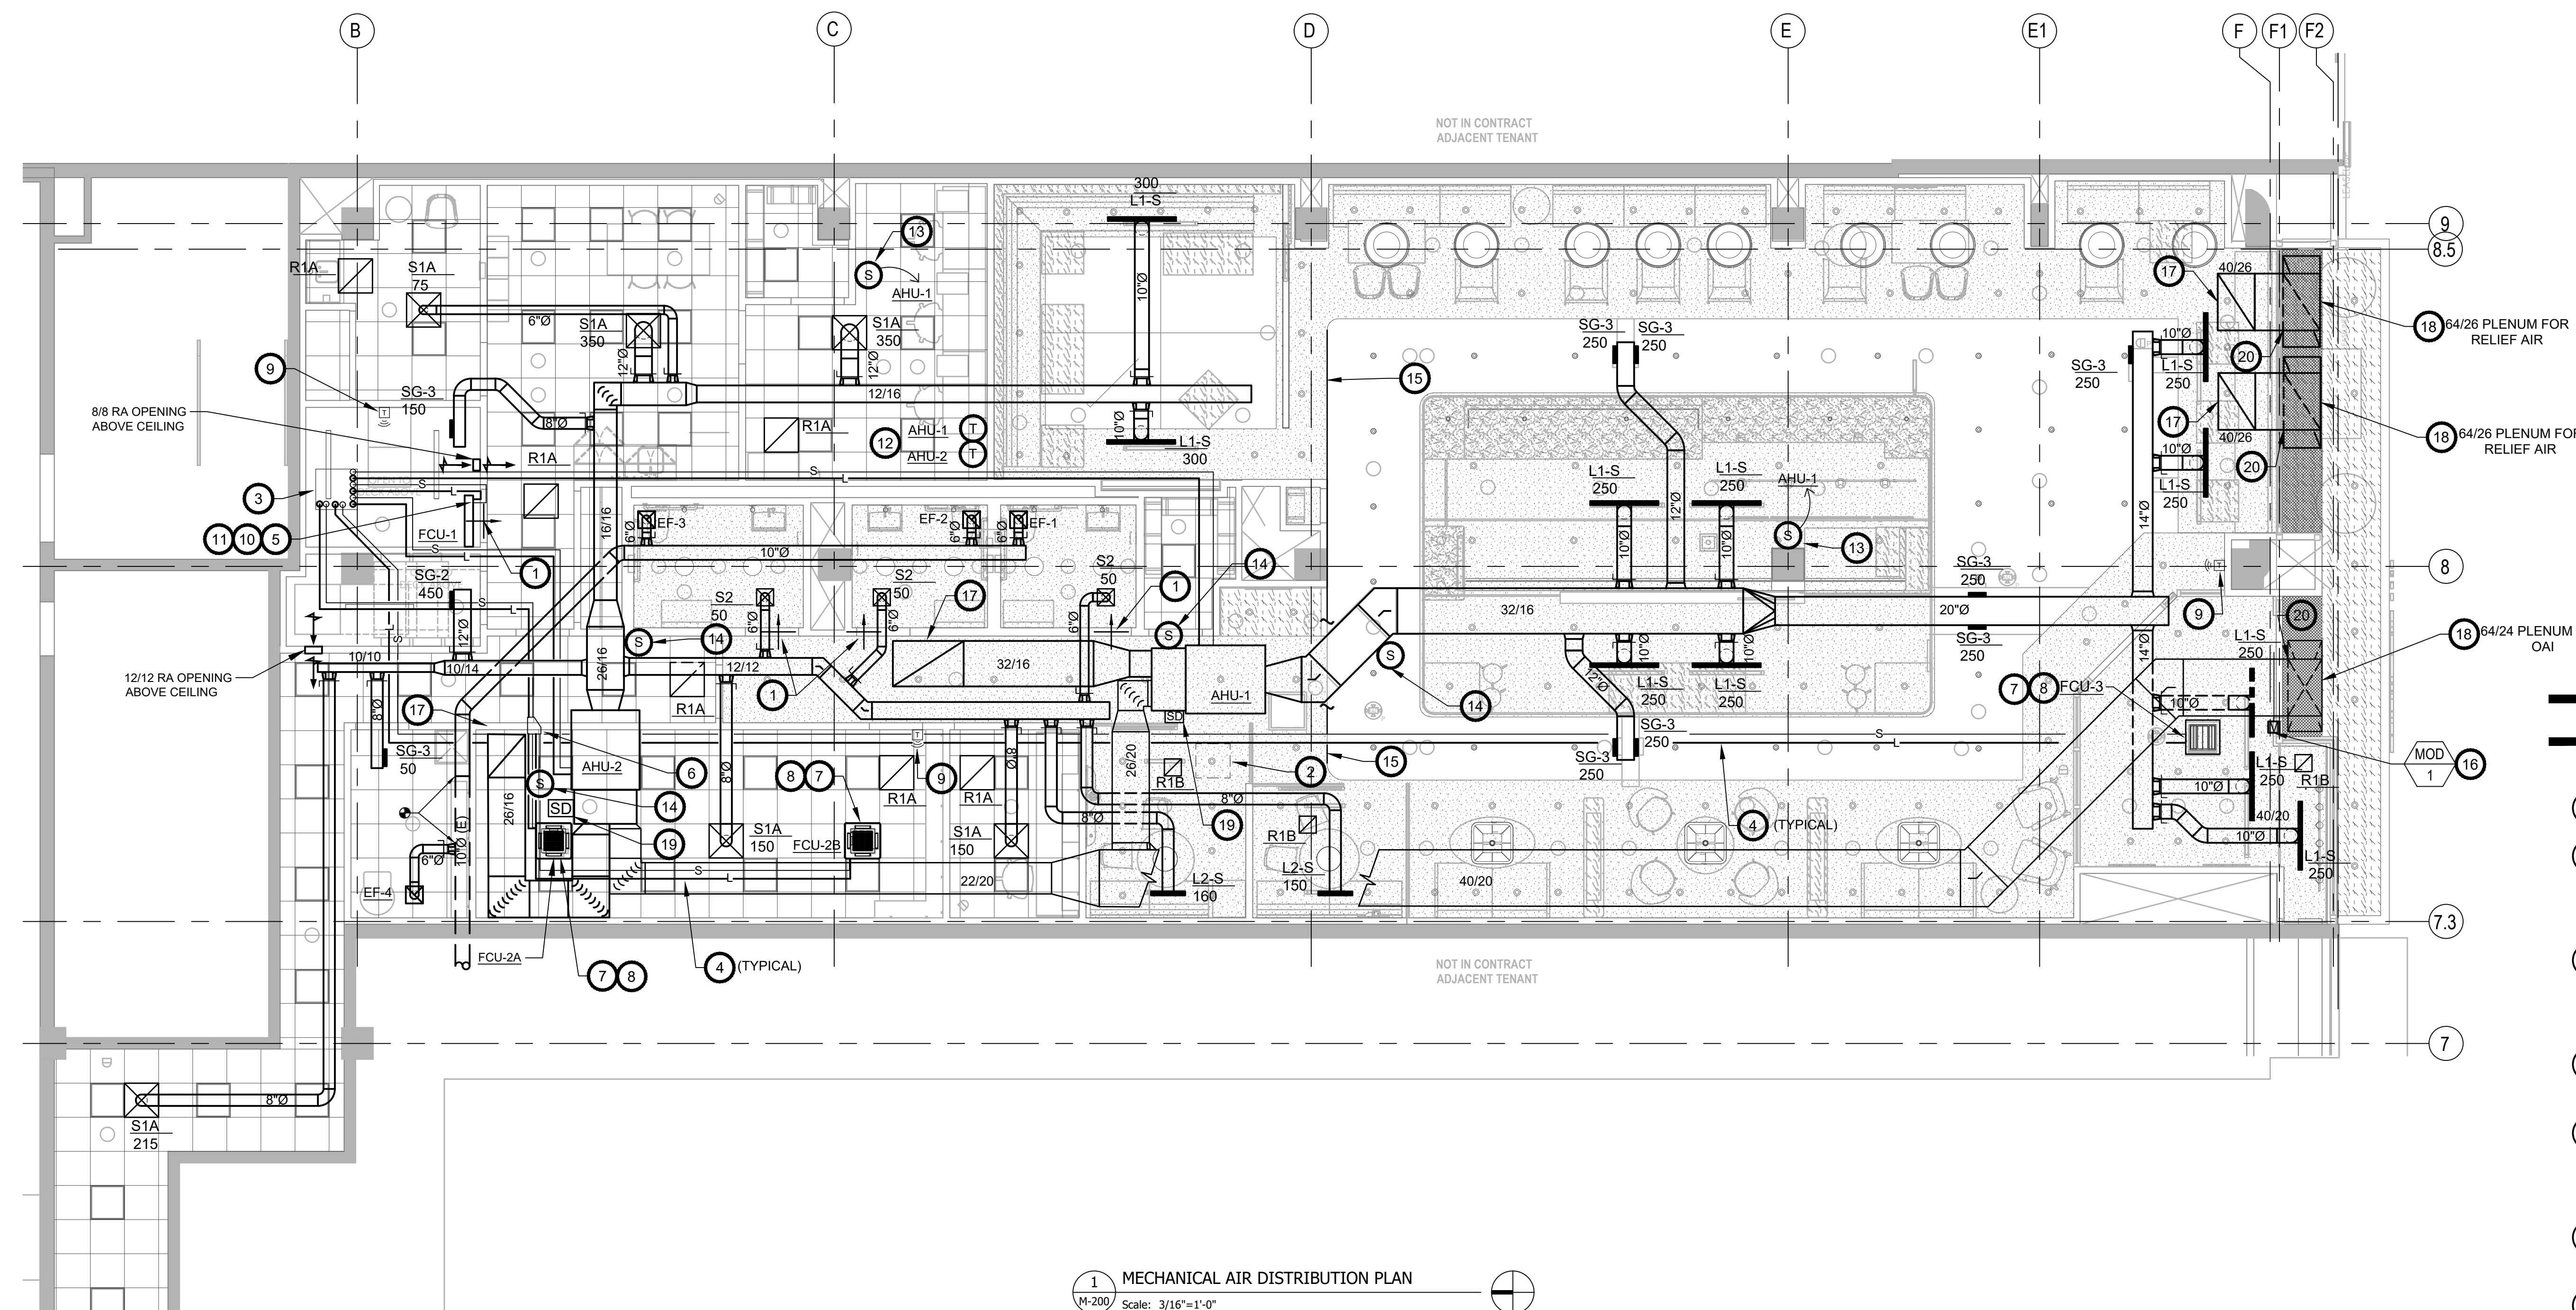 B
C
D
E
E1
F
F1
F2
NOT IN CONTRACT
ADJACENT TENANT
300
L1-S
9
8.5
13
S
AHU-1
R1A
S1A
75
6"Ø
S1A
350
12"Ø
S1A
350
12"Ø
10"Ø
17
40/26
18
64/26 PLENUM FOR
RELIEF AIR
20
SG-3
250
SG-3
250
SG-3
250
10"Ø
L1-S
250
9
SG-3
150
15
12/16
8/8 RA OPENING
ABOVE CEILING
8"Ø
R1A
12
AHU-1
T
AHU-2
T
10"Ø
L1-S
300
17
40/26
18
64/26 PLENUM FOR
RELIEF AIR
20
10"Ø
L1-S
250
R1A
S
L
3
S
L
L1-S
250
L1-S
250
AHU-1
12"Ø
14"Ø
11
10
5
FCU-1
16/16
6"Ø
EF-3
EF-2
6"Ø
6"Ø
EF-1
S
13
10"Ø
10"Ø
10"Ø
S
L
1
14
8
SG-2
450
S2
50
S2
50
S2
50
1
17
SG-3
250
9
20
S
L
32/16
20"Ø
12"Ø
6"Ø
6"Ø
6"Ø
S
14
S
L
S
SG-3
250
14"Ø
L1-S
250
18
64/24 PLENUM
OAI
10/10
10/14
26/16
12/12
32/16
S
10"Ø
10"Ø
12/12 RA OPENING
ABOVE CEILING
1
AHU-1
12"Ø
L1-S
250
L1-S
250
7
8
FCU-3
17
8"Ø
R1A
SD
14
10"Ø
M
SG-3
50
AHU-2
6
9
SG-3
250
S
L
MOD
1
16
26/20
2
15
SG-3
250
L1-S
250
R1B
S
14
8
7
R1A
R1A
8"Ø
8"Ø
R1B
10"Ø
26/16
SD
8"Ø
8"Ø
19
40/20
10"Ø
(E)
6"Ø
19
S1A
150
FCU-2B
S1A
150
R1B
4
(TYPICAL)
10"Ø
L1-S
250
EF-4
S
L
22/20
L2-S
160
L2-S
150
40/20
7.3
FCU-2A
7
8
4
(TYPICAL)
NOT IN CONTRACT
ADJACENT TENANT
7
8"Ø
S1A
215
1
M-200
MECHANICAL AIR DISTRIBUTION PLAN
Scale: 3/16"=1'-0"